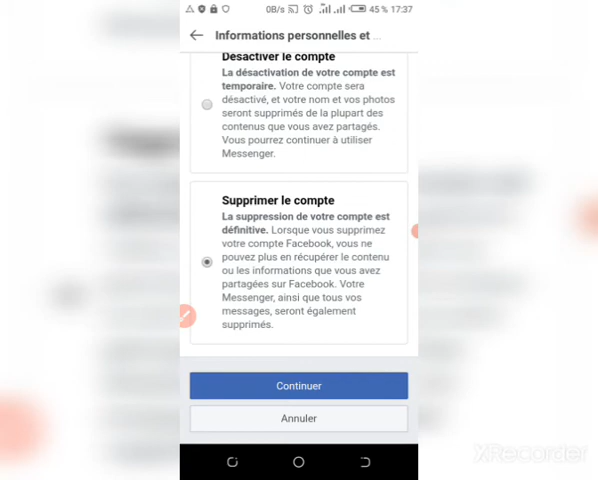 0B/s 45 % 17:37
Informations personnelles et ...
Désactiver le compte
La désactivation de votre compte est
temporaire. Votre compte sera
désactivé, et votre nom et vos photos
seront supprimés de la plupart des
contenus que vous avez partagés.
Vous pourrez continuer à utiliser
Messenger.
Supprimer le compte
La suppression de votre compte est
définitive. Lorsque vous supprimez
votre compte Facebook, vous ne
pouvez plus en récupérer le contenu
ou les informations que vous avez
partagées sur Facebook. Votre
Messenger, ainsi que tous vos
messages, seront également
supprimés.
Continuer
Annuler
XRecorder